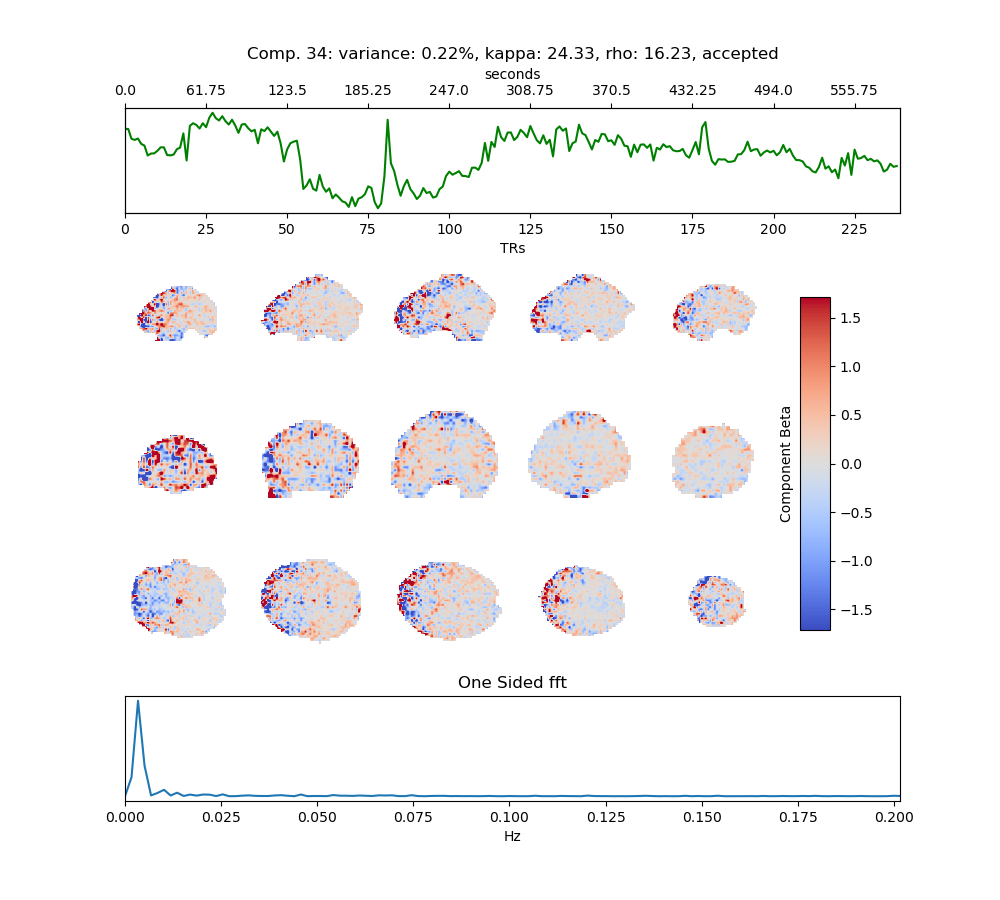 Comp. 34: variance: 0.22%, kappa: 24.33, rho: 16.23, accepted
seconds
0.0 61.75 123.5 185.25 247.0 308.75 370.5 432.25 494.0 555.75
0 25 50 75 100 125 150 175 200 225
TRs
1.5
1.0
0.5
0.0
−0.5
−1.0
−1.5
Component Beta
One Sided fft
0.000 0.025 0.050 0.075 0.100 0.125 0.150 0.175 0.200
Hz